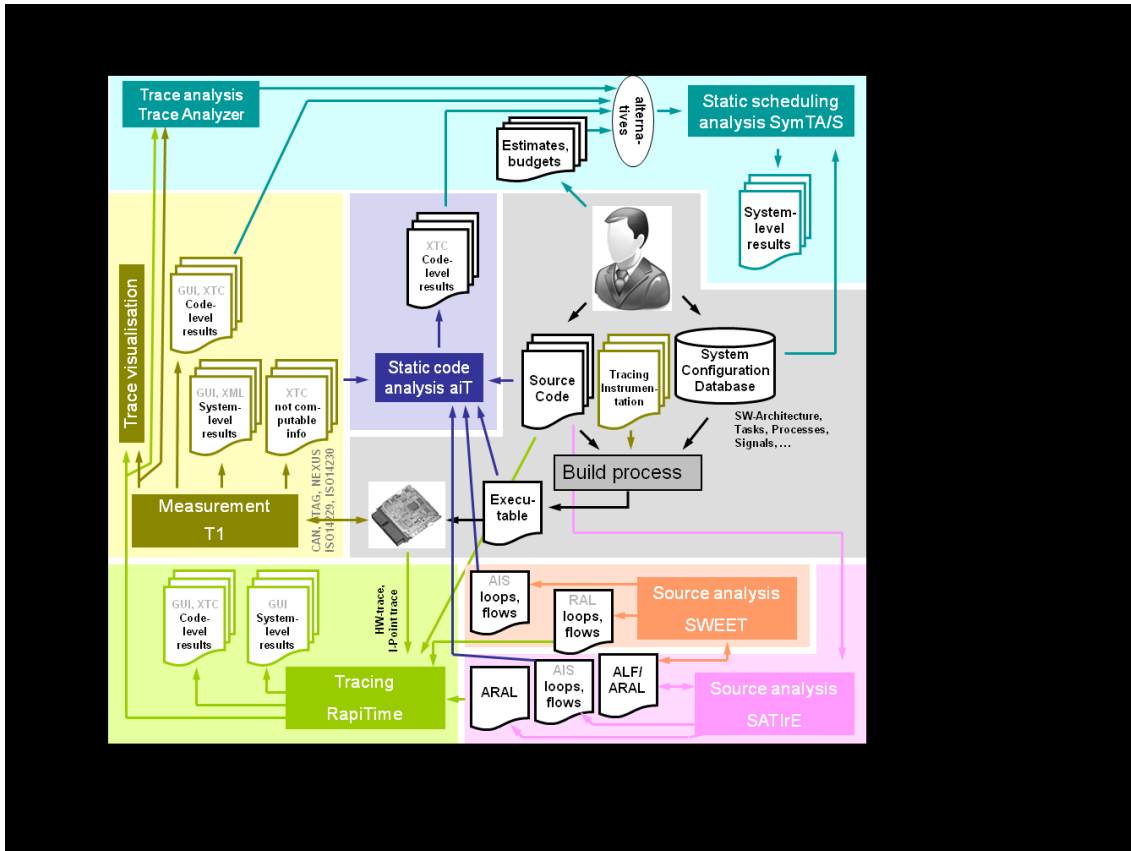 Trace analysis
Trace Analyzer
alterna-
tives
Static scheduling
analysis SymTA/S
Estimates,
budgets
System-
level
results
XTC
Code-
level
results
GUI, XTC
Code-
level
results
Trace visualisation
Static code
analysis aiT
Source
Code
Tracing
Instrumen-
tation
System
Configuration
Database
GUI, XML
System-
level
results
XTC
not com-
putable
info
SW-Architecture,
Tasks, Processes,
Signals, ...
Build process
CAN, JTAG, NEXUS
ISO14229, ISO14230
Measurement
T1
Execu-
table
HW-trace,
I-Point trace
GUI, XTC
Code-
level
results
GUI
System-
level
results
AIS
loops,
flows
RAL
loops,
flows
Source analysis
SWEET
Tracing
RapiTime
ARAL
AIS
loops,
flows
ALF/
ARAL
Source analysis
SATIrE